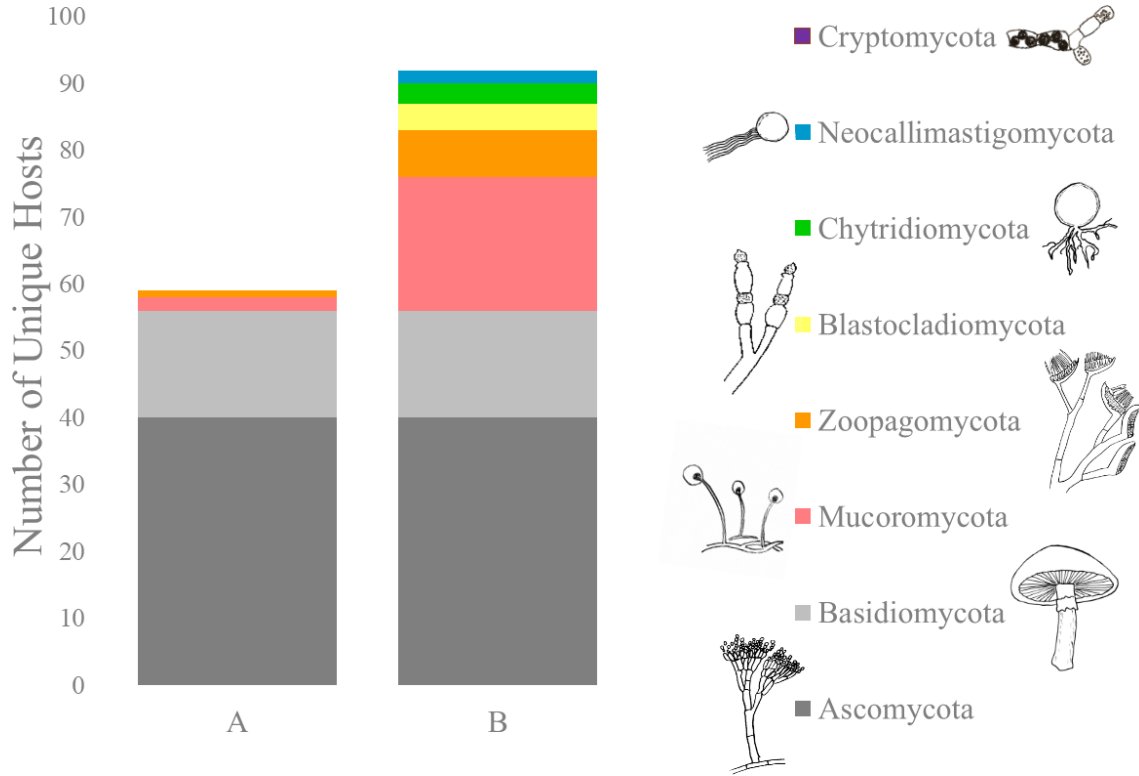 Number of Unique Hosts
100
90
80
70
60
50
40
30
20
10
0
A
B
Cryptomycota
Neocallimastigomycota
Chytridiomycota
Blastocladiomycota
Zoopagomycota
Mucoromycota
Basidiomycota
Ascomycota